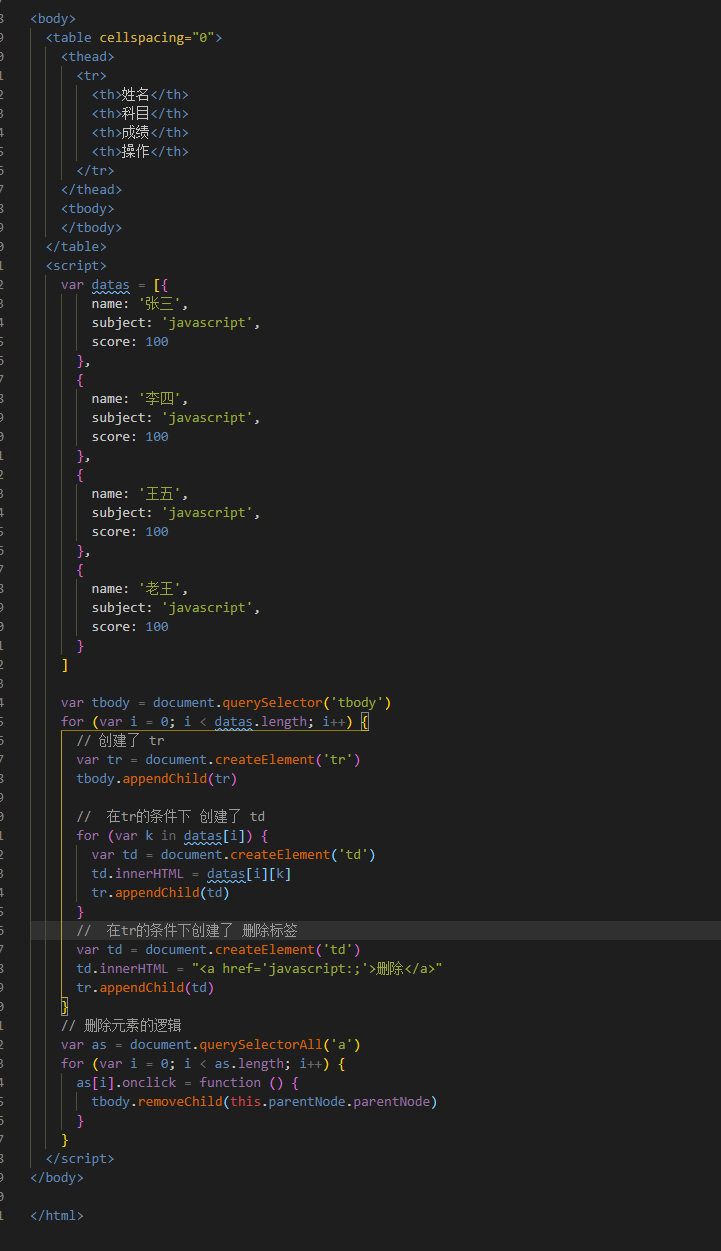 <body>
<table cellspacing="0">
<thead>
<tr>
<th>姓名</th>
<th>科目</th>
<th>成绩</th>
<th>操作</th>
</tr>
</thead>
<tbody>
</tbody>
</table>
<script>
var datas = [{
name: '张三',
subject: 'javascript',
score: 100
},
{
name: '李四',
subject: 'javascript',
score: 100
},
{
name: '王五',
subject: 'javascript',
score: 100
},
{
name: '老王',
subject: 'javascript',
score: 100
}
]
var tbody = document.querySelector('tbody')
for (var i = 0; i < datas.length; i++) {
// 创建了 tr
var tr = document.createElement('tr')
tbody.appendChild(tr)
//  在tr的条件下 创建了 td
for (var k in datas[i]) {
var td = document.createElement('td')
td.innerHTML = datas[i][k]
tr.appendChild(td)
}
//  在tr的条件下创建了 删除标签
var td = document.createElement('td')
td.innerHTML = "<a href='javascript:;'>删除</a>"
tr.appendChild(td)
}
// 删除元素的逻辑
var as = document.querySelectorAll('a')
for (var i = 0; i < as.length; i++) {
as[i].onclick = function () {
tbody.removeChild(this.parentNode.parentNode)
}
}
</script>
</body>
</html>